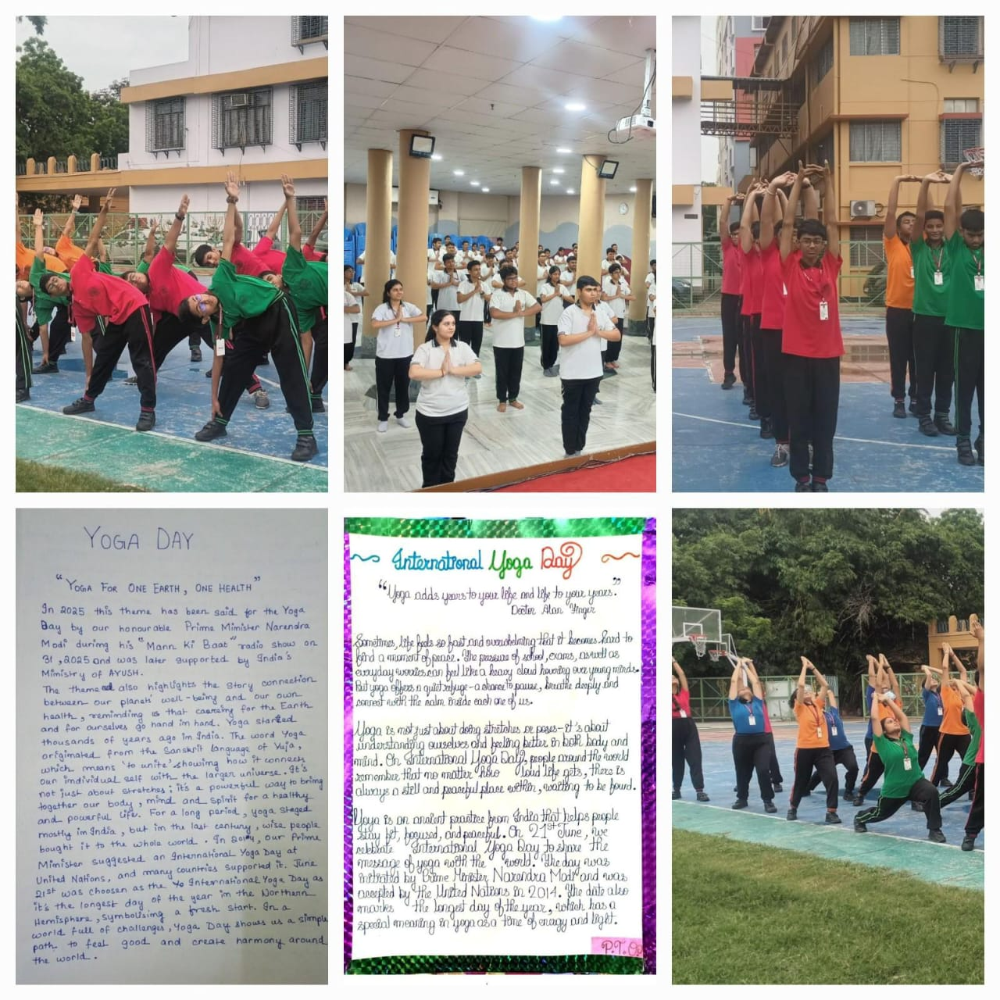 YOGA DAY
"YOGA FOR ONE EARTH, ONE HEALTH"
In 2025 this theme has been said for the Yoga
Day by our honourable Prime Minister Narendra
Modi during his "Mann Ki Baat" radio show on
31, 2025 and was later supported by India's
Ministry of AYUSH.
The theme also highlights the story connection
between our planets' well-being and our own
health, reminding us that caring for the Earth
and for ourselves go hand in hand. Yoga started
thousands of years ago in India. The word Yoga
originated from the Sanskrit language of Yuja,
which means 'to unite' showing how it connects
our individual self with the larger universe. It's
not just about stretches; it's a powerful way to bring
together our body, mind and spirit for a healthy
and powerful life. For a long period, yoga stayed
mostly in India, but in the last century, wise people
bought it to the whole world. In 2014, our Prime
Minister suggested an International Yoga Day at
United Nations, and many countries supported it. June
21st was choosen as the International Yoga Day as
it's the longest day of the year in the Northern
Hemisphere, symbolising a fresh start. In a
world full of challenges, Yoga Day shows us a simple
path to feel good and create harmony around
the world.
International Yoga Day
"Yoga adds years to your life and life to your years."
Doctor Alan Finger
Sometimes, life feels so fast and overwhelming that it becomes hard to
find a moment of peace. The pressure of school, exams, as well as
everyday worries can feel like a heavy cloud hovering over young minds.
But yoga offers a quiet refuge - a chance to pause, breathe deeply and
connect with the calm inside each one of us.
Yoga is not just about doing stretches or poses - it's about
understanding ourselves and feeling better in both body and
mind. On International Yoga Day, people around the world
remember that no matter how loud life gets, there is
always a still and peaceful place within, waiting to be found.
Yoga is an ancient practice from India that helps people
stay fit, focused, and peaceful. On 21st June, we
celebrate International Yoga Day to share the
message of yoga with the world. The day was
initiated by Prime Minister Narendra Modi and was
accepted by the United Nations in 2014. The date also
marks the longest day of the year, which has a
special meaning in yoga as a time of energy and light.